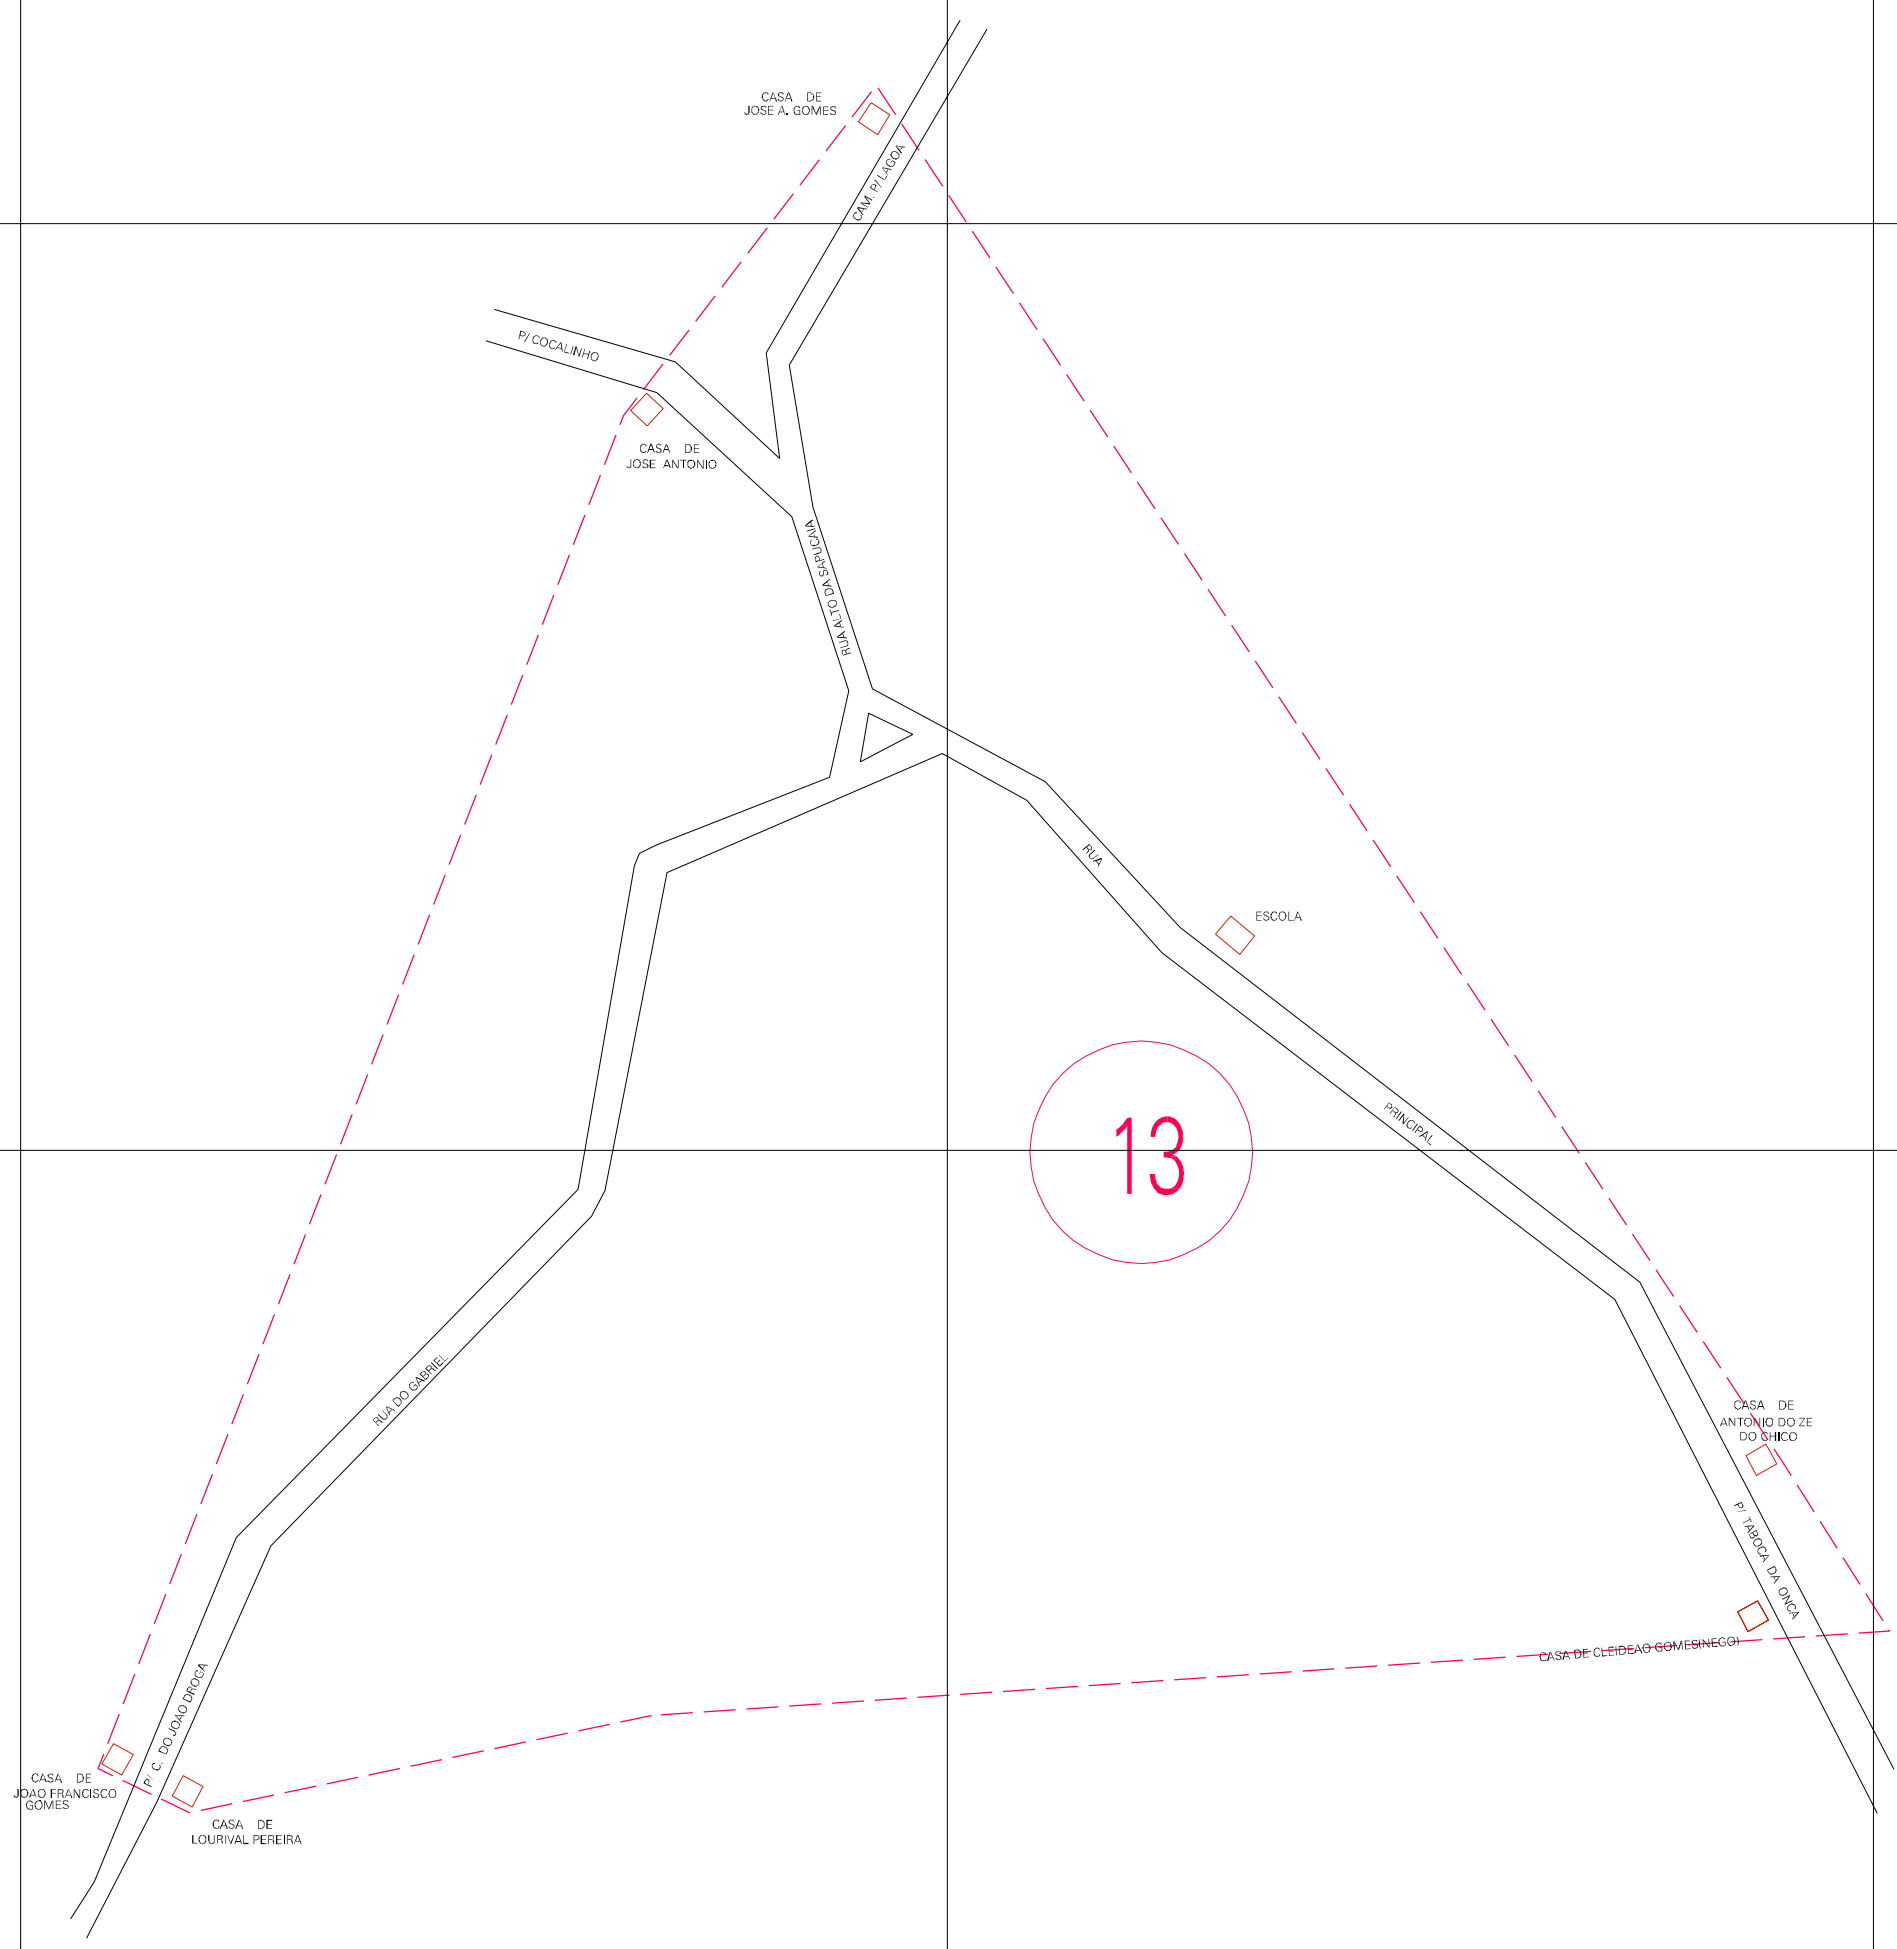 CASA DE
JOSE A. GOMES
CAM. P/ LAGOA
P/ COCALINHO
CASA DE
JOSE ANTONIO
RUA ALTO DA SAPUCAIA
RUA
ESCOLA
PRINCIPAL
13
RUA DO GABRIEL
CASA DE
ANTONIO DO ZE
DO CHICO
P/ TABOCA DA ONCA
CASA DE CLEIDEAO GOMES(NEGO)
P/ C. DO JOAO DROGA
CASA DE
JOAO FRANCISCO
GOMES
CASA DE
LOURIVAL PEREIRA